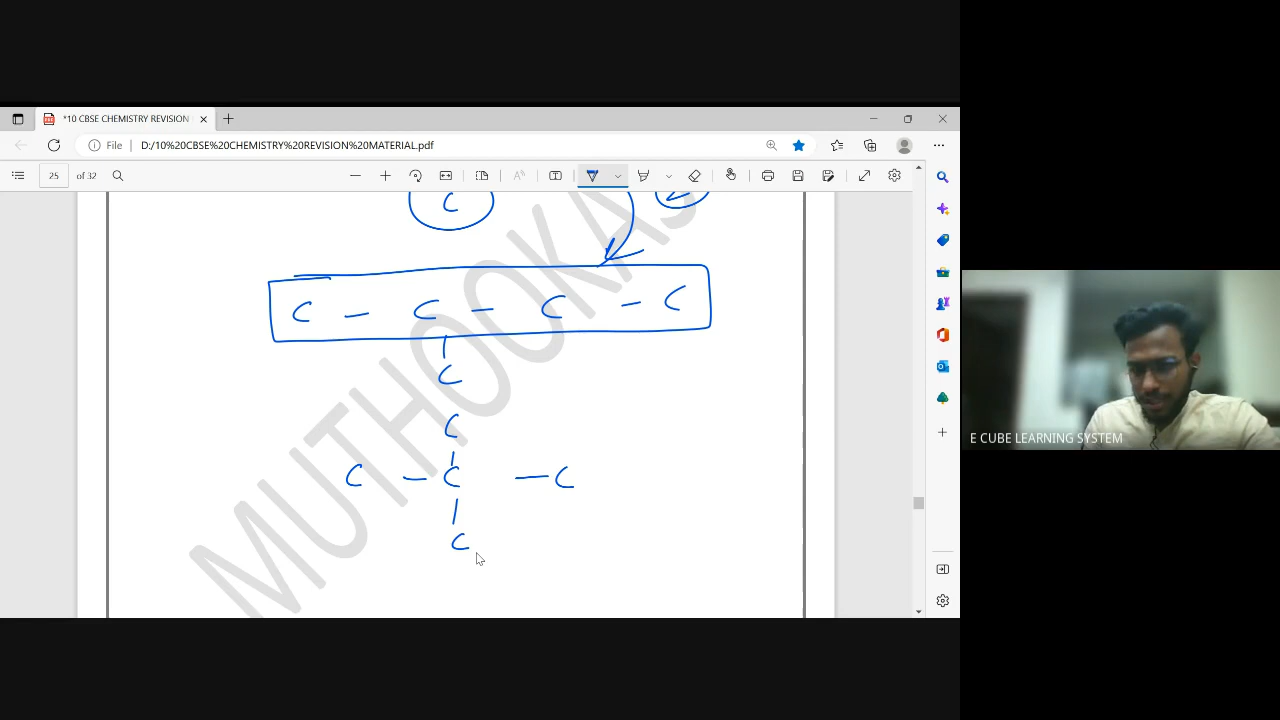 *10 CBSE CHEMISTRY REVISION
File D:/10%20CBSE%20CHEMISTRY%20REVISION%20MATERIAL.pdf
25 of 32
C
C - C - C - C
C
C
C - C - C
C
MUTHOOKAS
E CUBE LEARNING SYSTEM